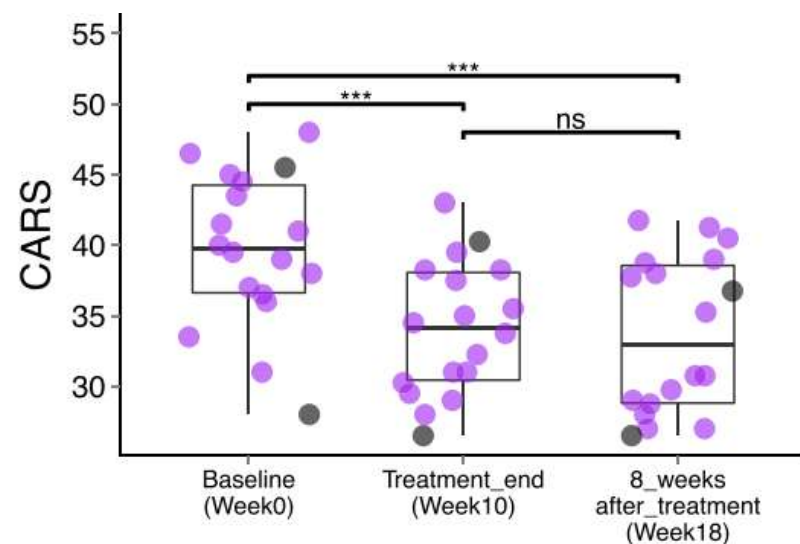 55
50
45
40
35
30
CARS
***
***
ns
Baseline
(Week0)
Treatment_end
(Week10)
8_weeks
after_treatment
(Week18)